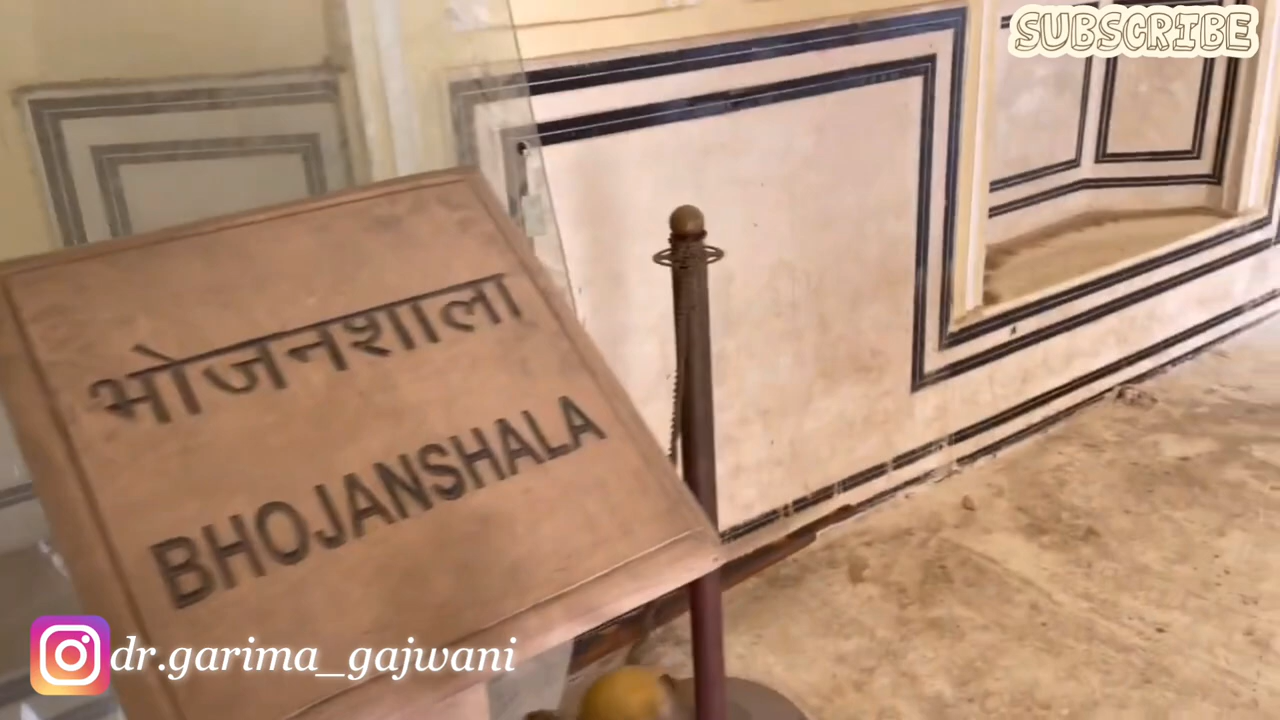 SUBSCRIBE
भोजनशाला
BHOJANSHALA
dr.garima_gajwani